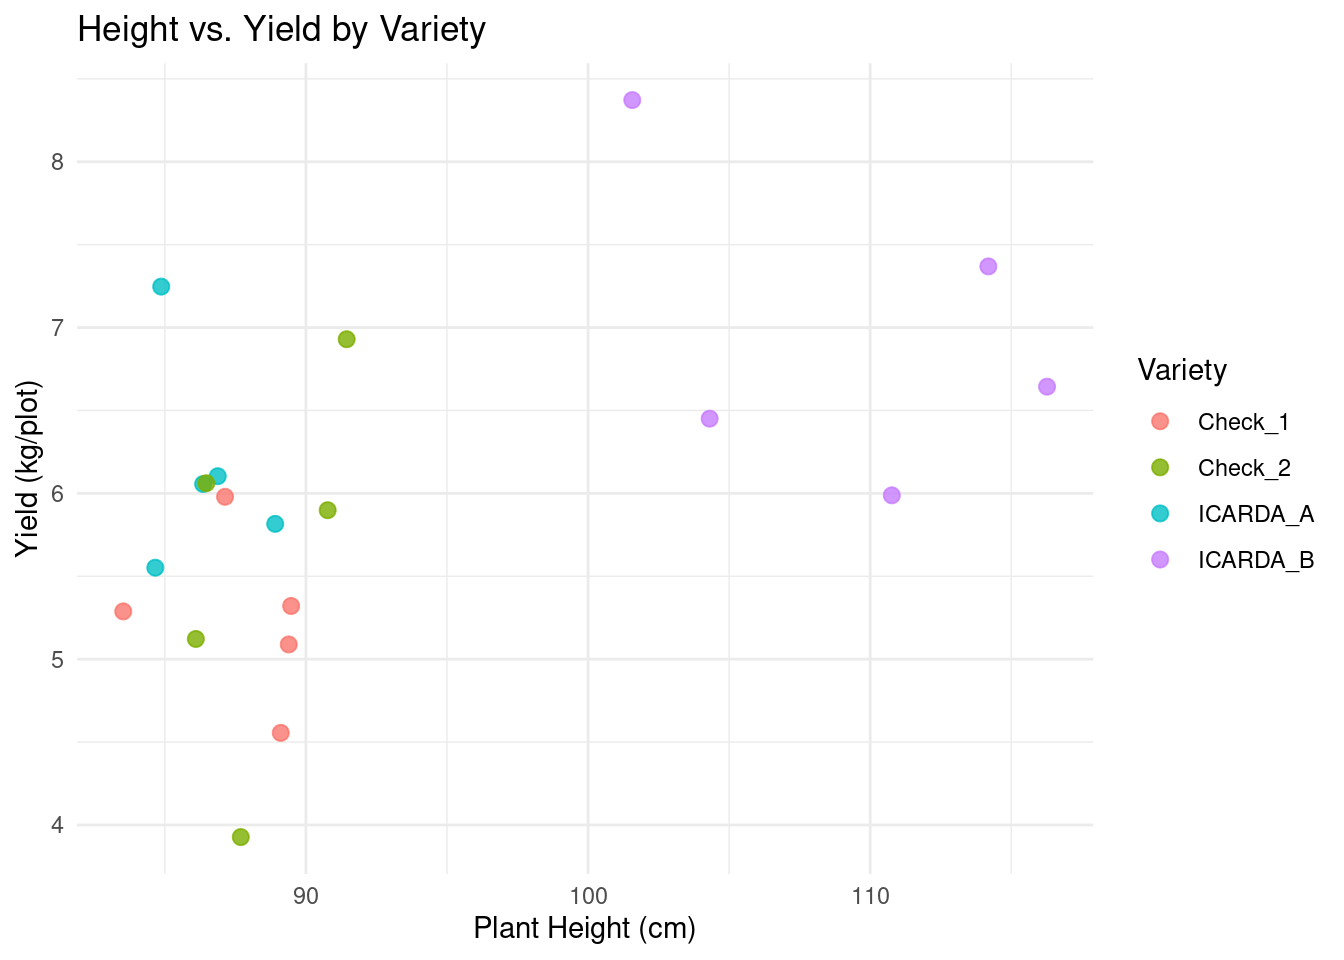 Height vs. Yield by Variety
8
7
6
5
4
Yield (kg/plot)
90 100 110
Plant Height (cm)
Variety
Check_1
Check_2
ICARDA_A
ICARDA_B